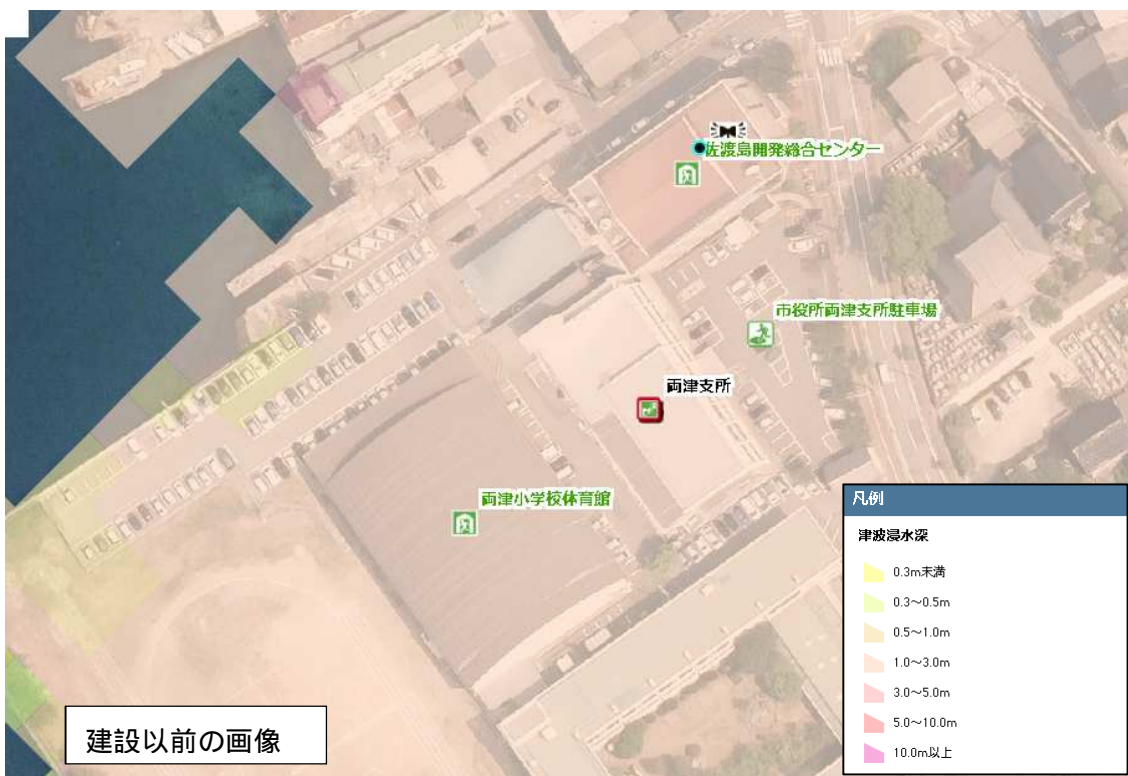 佐渡島開発総合センター
市役所両津支所駐車場
両津支所
両津小学校体育館
凡例
津波浸水深
0.3m未満
0.3～0.5m
0.5～1.0m
1.0～3.0m
3.0～5.0m
5.0～10.0m
10.0m以上
建設以前の画像